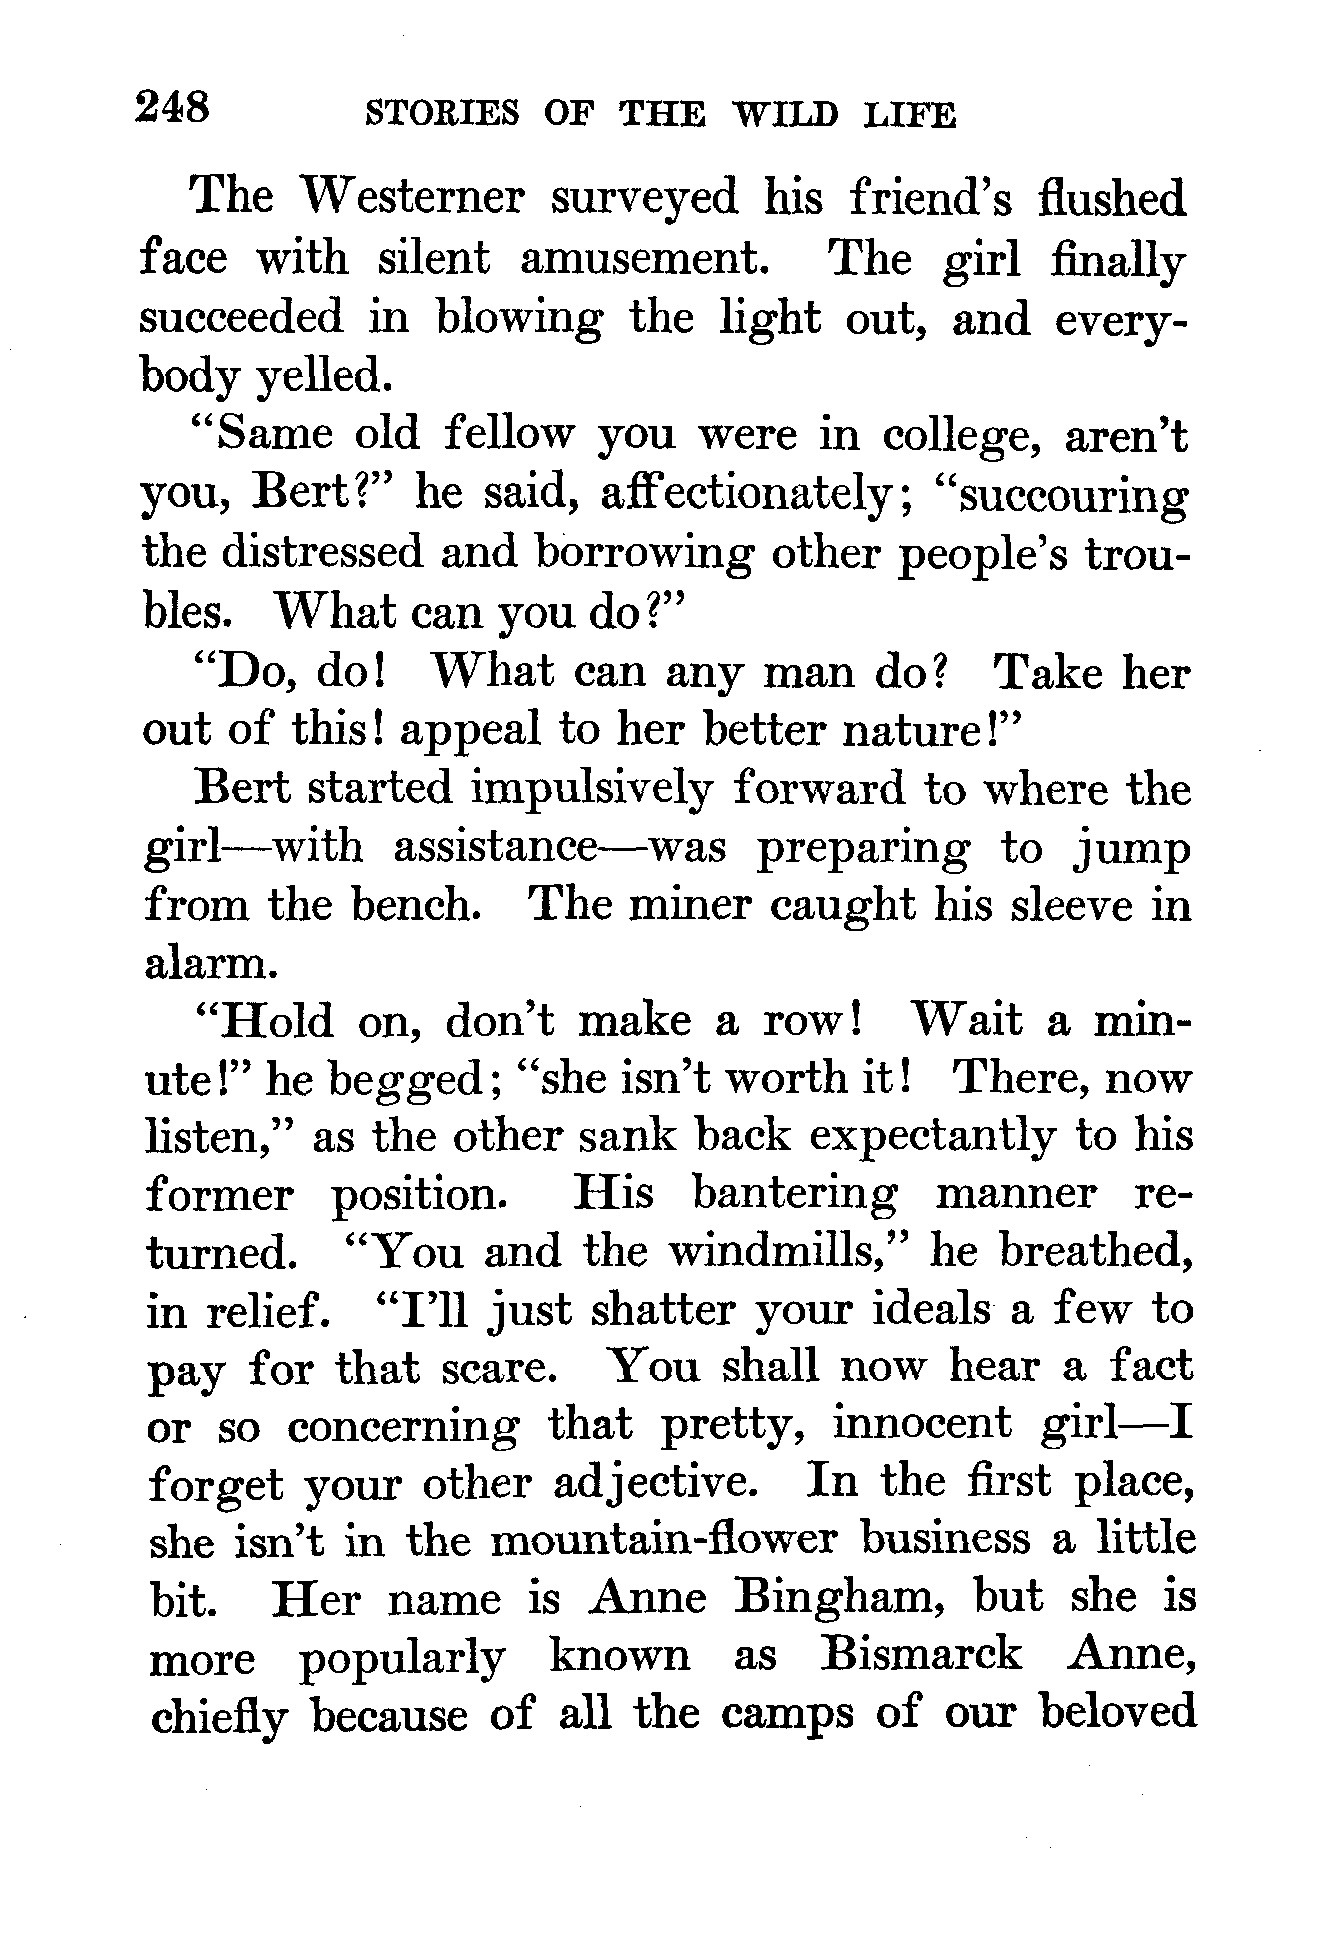 248 STORIES OF THE WILD LIFE
The Westerner surveyed his friend's flushed
face with silent amusement. The girl finally
succeeded in blowing the light out, and every-
body yelled.
"Same old fellow you were in college, aren't
you, Bert?" he said, affectionately; "succouring
the distressed and borrowing other people's trou-
bles. What can you do?"
"Do, do! What can any man do? Take her
out of this! appeal to her better nature!"
Bert started impulsively forward to where the
girl—with assistance—was preparing to jump
from the bench. The miner caught his sleeve in
alarm.
"Hold on, don't make a row! Wait a min-
ute!" he begged; "she isn't worth it! There, now
listen," as the other sank back expectantly to his
former position. His bantering manner re-
turned. "You and the windmills," he breathed,
in relief. "I'll just shatter your ideals a few to
pay for that scare. You shall now hear a fact
or so concerning that pretty, innocent girl—I
forget your other adjective. In the first place,
she isn't in the mountain-flower business a little
bit. Her name is Anne Bingham, but she is
more popularly known as Bismarck Anne,
chiefly because of all the camps of our beloved